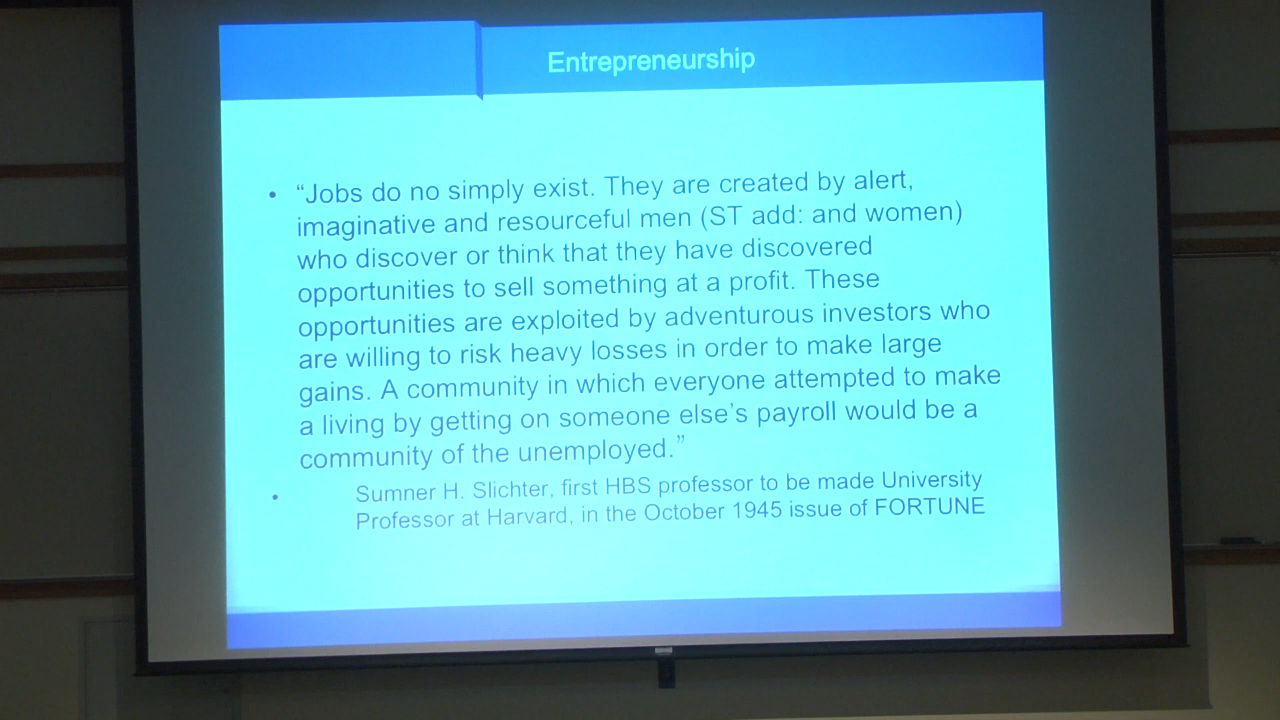 Entrepreneurship
• “Jobs do no simply exist. They are created by alert,
imaginative and resourceful men (ST add: and women)
who discover or think that they have discovered
opportunities to sell something at a profit. These
opportunities are exploited by adventurous investors who
are willing to risk heavy losses in order to make large
gains. A community in which everyone attempted to make
a living by getting on someone else’s payroll would be a
community of the unemployed.”
• Sumner H. Slichter, first HBS professor to be made University
Professor at Harvard, in the October 1945 issue of FORTUNE